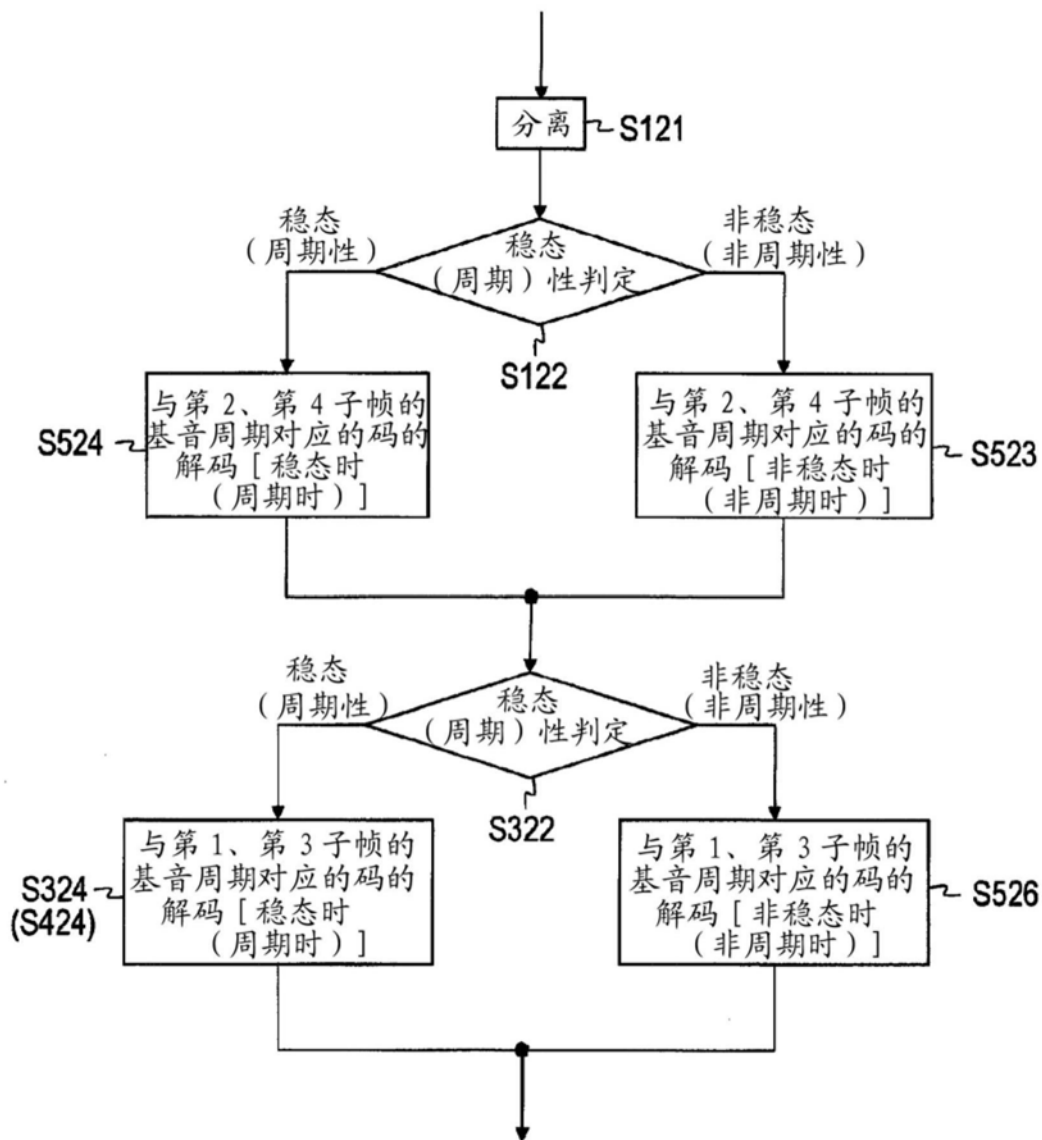 分离
S121
稳态
(周期性)
稳态
(周期)性判定
非稳态
(非周期性)
S122
S524
与第2、第4子帧的
基音周期对应的码的
解码[稳态时
(周期时)]
与第2、第4子帧的
基音周期对应的码的
解码[非稳态时
(非周期时)]
S523
稳态
(周期性)
稳态
(周期)性判定
非稳态
(非周期性)
S322
S324
(S424)
与第1、第3子帧的
基音周期对应的码的
解码[稳态时
(周期时)]
与第1、第3子帧的
基音周期对应的码的
解码[非稳态时
(非周期时)]
S526